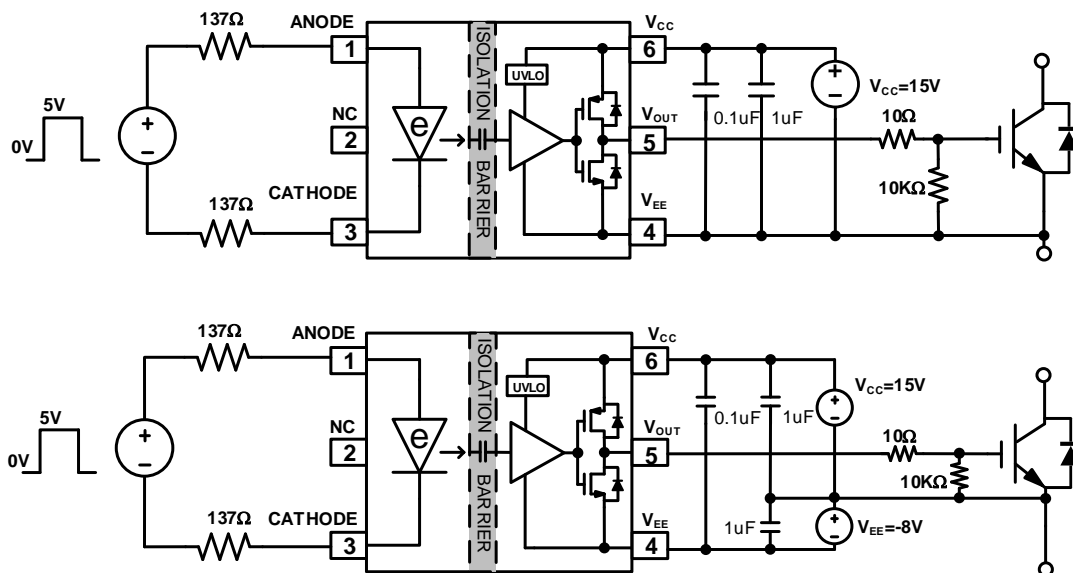 137Ω
ANODE
1
5V
0V
+
−
NC
2
137Ω
CATHODE
3
e
ISOLATION
BARRIER
UVLO
VCC
6
VOUT
5
VEE
4
0.1uF
1uF
+
−
VCC=15V
10Ω
10KΩ
137Ω
ANODE
1
5V
0V
+
−
NC
2
137Ω
CATHODE
3
e
ISOLATION
BARRIER
UVLO
VCC
6
VOUT
5
VEE
4
0.1uF
1uF
1uF
+
−
VCC=15V
+
−
VEE=-8V
10Ω
10KΩ